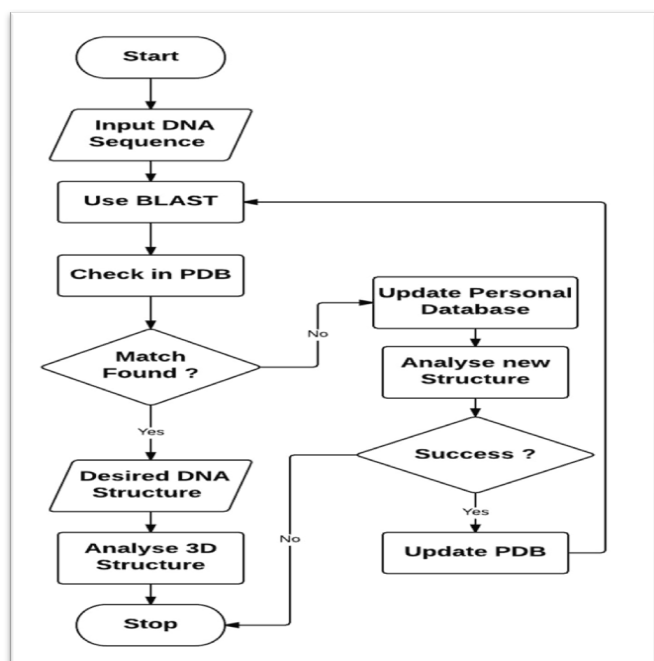 Start
Input DNA
Sequence
Use BLAST
Check in PDB
Match
Found ?
No
Update Personal
Database
Analyse new
Structure
Success ?
Yes
Update PDB
No
Yes
Desired DNA
Structure
Analyse 3D
Structure
Stop